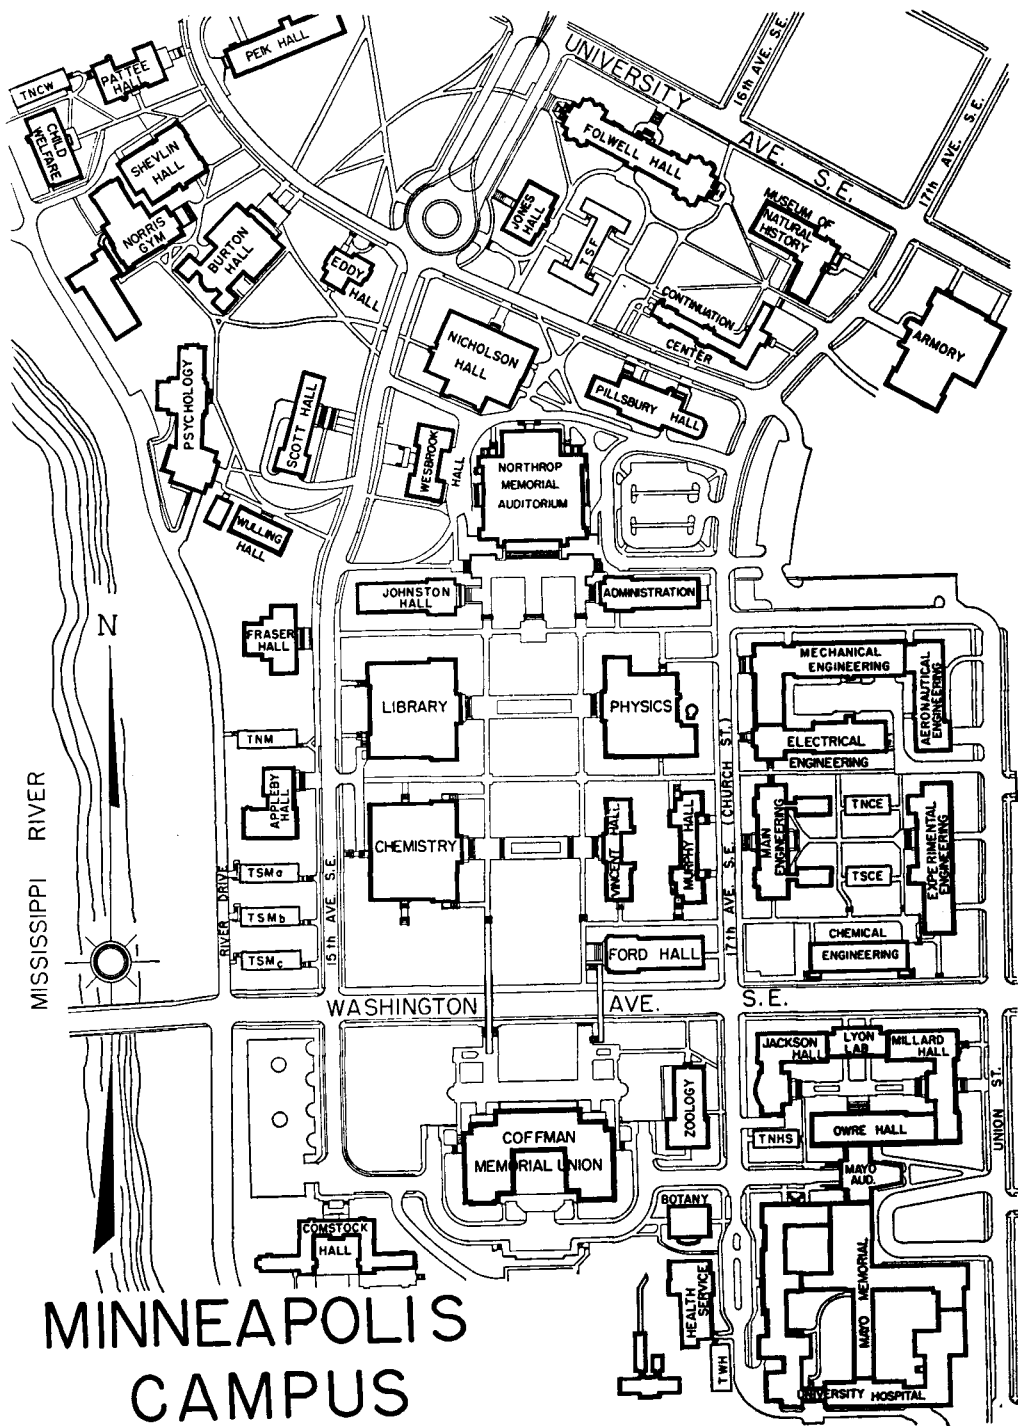 PEIK HALL
UNIVERSITY
AVE.
S.E.
16th AVE. S.E.
17th AVE. S.E.
TNCW
PATTEE
HALL
CHILD
WELFARE
SHEVLIN
HALL
NORRIS
GYM
BURTON
HALL
EDDY
HALL
JONES
HALL
FOLWELL HALL
T.S.F.
MUSEUM OF
NATURAL
HISTORY
CONTINUATION
CENTER
ARMORY
NICHOLSON
HALL
PILLSBURY HALL
PSYCHOLOGY
SCOTT HALL
WESBROOK
HALL
NORTHROP
MEMORIAL
AUDITORIUM
WULLING
HALL
JOHNSTON
HALL
ADMINISTRATION
N
FRASER
HALL
MECHANICAL
ENGINEERING
AERONAUTICAL
ENGINEERING
LIBRARY
PHYSICS
TNM
ELECTRICAL
ENGINEERING
17th AVE. S.E. (CHURCH ST.)
APPLEBY
HALL
CHEMISTRY
VINCENT HALL
MURPHY HALL
MAIN
ENGINEERING
TNCE
TSCE
EXPERIMENTAL
ENGINEERING
MISSISSIPPI RIVER
RIVER DRIVE
15th AVE. S.E.
TSMa
TSMb
TSMc
FORD HALL
CHEMICAL
ENGINEERING
WASHINGTON AVE. S.E.
JACKSON
HALL
LYON
LAB
MILLARD
HALL
UNION ST.
ZOOLOGY
TNHS
OWRE HALL
COFFMAN
MEMORIAL UNION
MAYO
AUD.
BOTANY
COMSTOCK
HALL
HEALTH
SERVICE
MAYO MEMORIAL
TWH
UNIVERSITY HOSPITAL
MINNEAPOLIS
CAMPUS